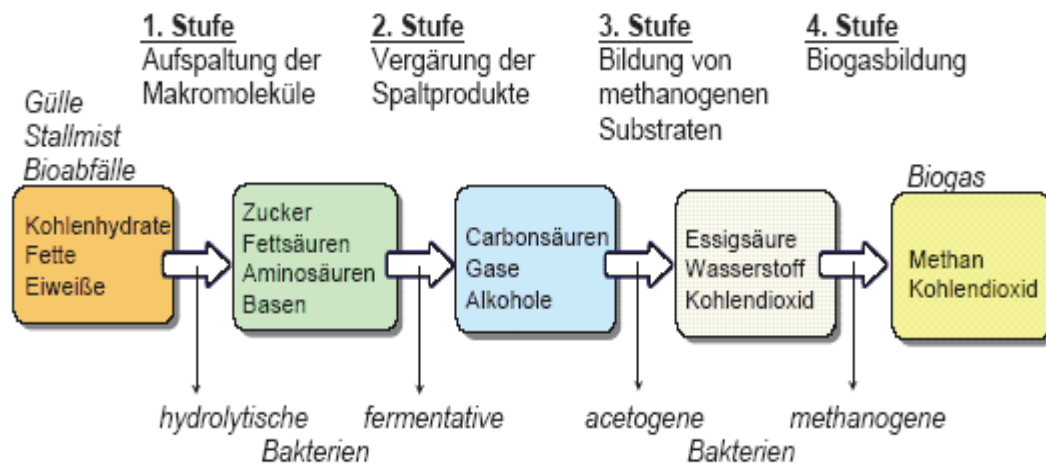 1. Stufe
Aufspaltung der
Makromoleküle
2. Stufe
Vergärung der
Spaltprodukte
3. Stufe
Bildung von
methanogenen
Substraten
4. Stufe
Biogasbildung
Gülle
Stallmist
Bioabfälle
Kohlenhydrate
Fette
Eiweiße
Zucker
Fettsäuren
Aminosäuren
Basen
Carbonsäuren
Gase
Alkohole
Essigsäure
Wasserstoff
Kohlendioxid
Biogas
Methan
Kohlendioxid
hydrolytische
fermentative
Bakterien
acetogene
methanogene
Bakterien